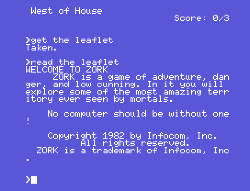 West of House
Score: 0/3
>get the leaflet
Taken.
>read the leaflet
WELCOME TO ZORK
ZORK is a game of adventure, dan
ger, and low cunning. In it you will
explore some of the most amazing terr
itory ever seen by mortals.
No computer should be without one
!
Copyright 1982 by Infocom, Inc.
All rights reserved.
ZORK is a trademark of Infocom, Inc
.
>